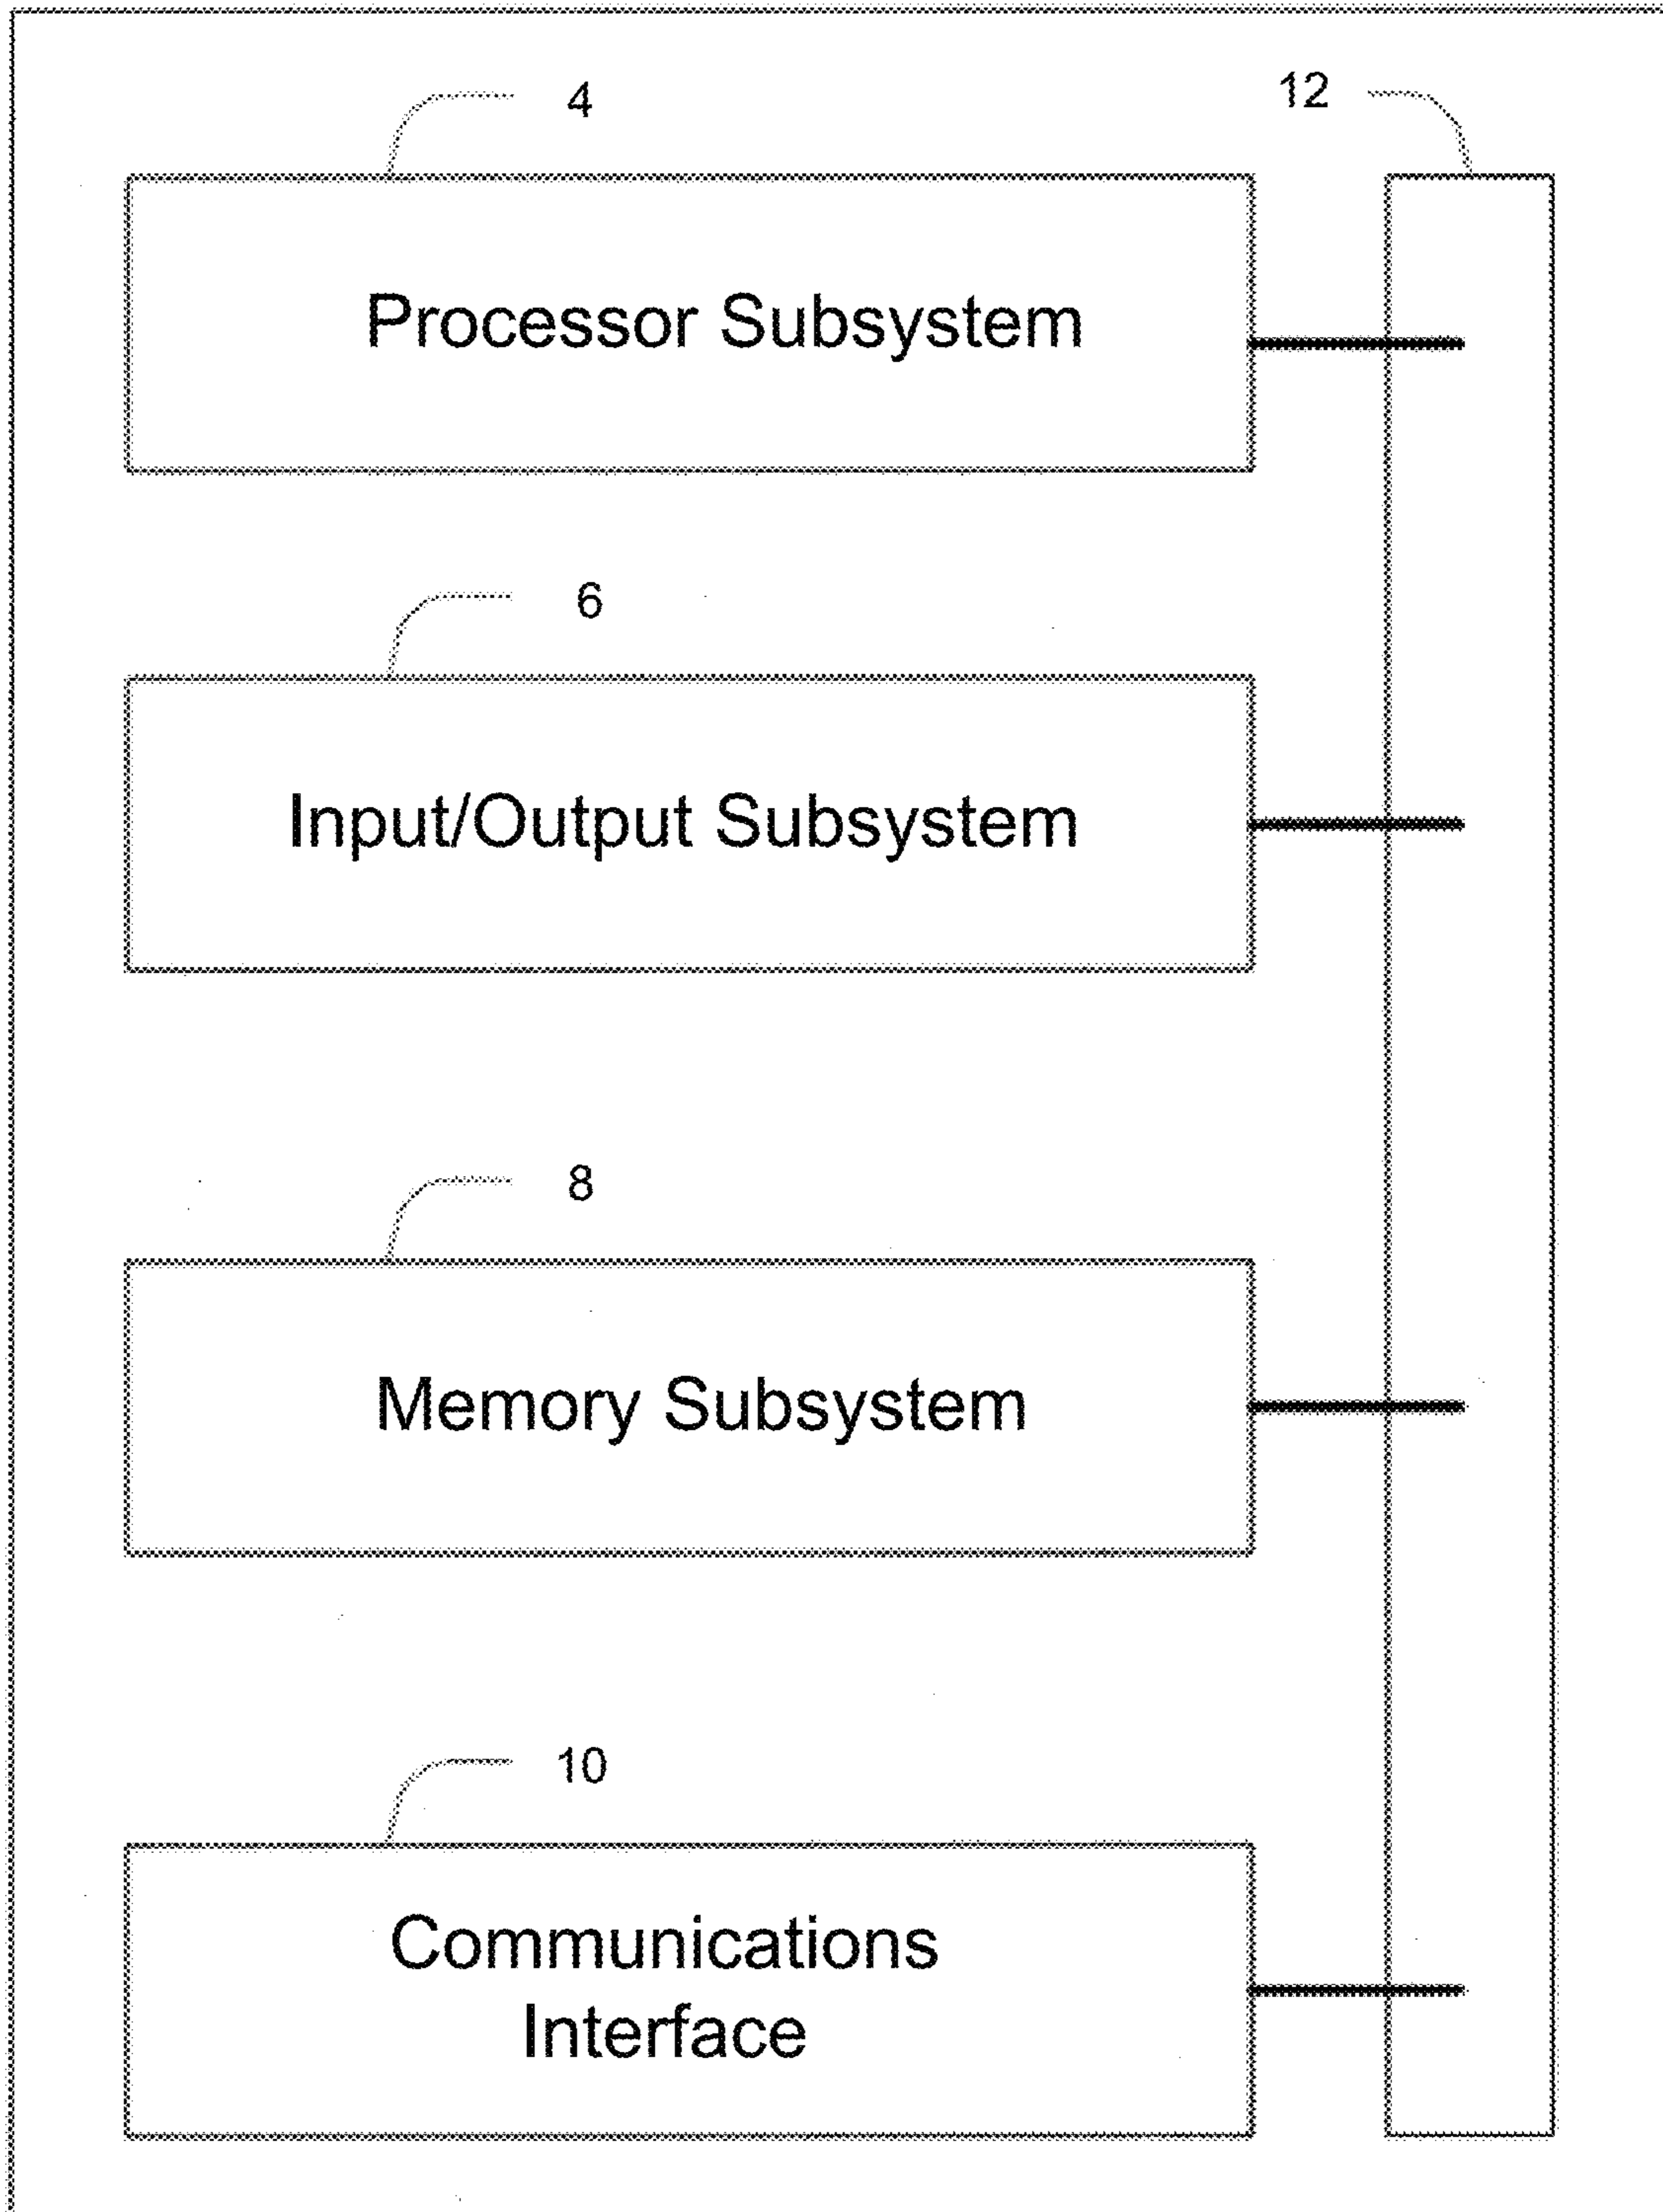 4
12
Processor Subsystem
6
Input/Output Subsystem
8
Memory Subsystem
10
Communications
Interface